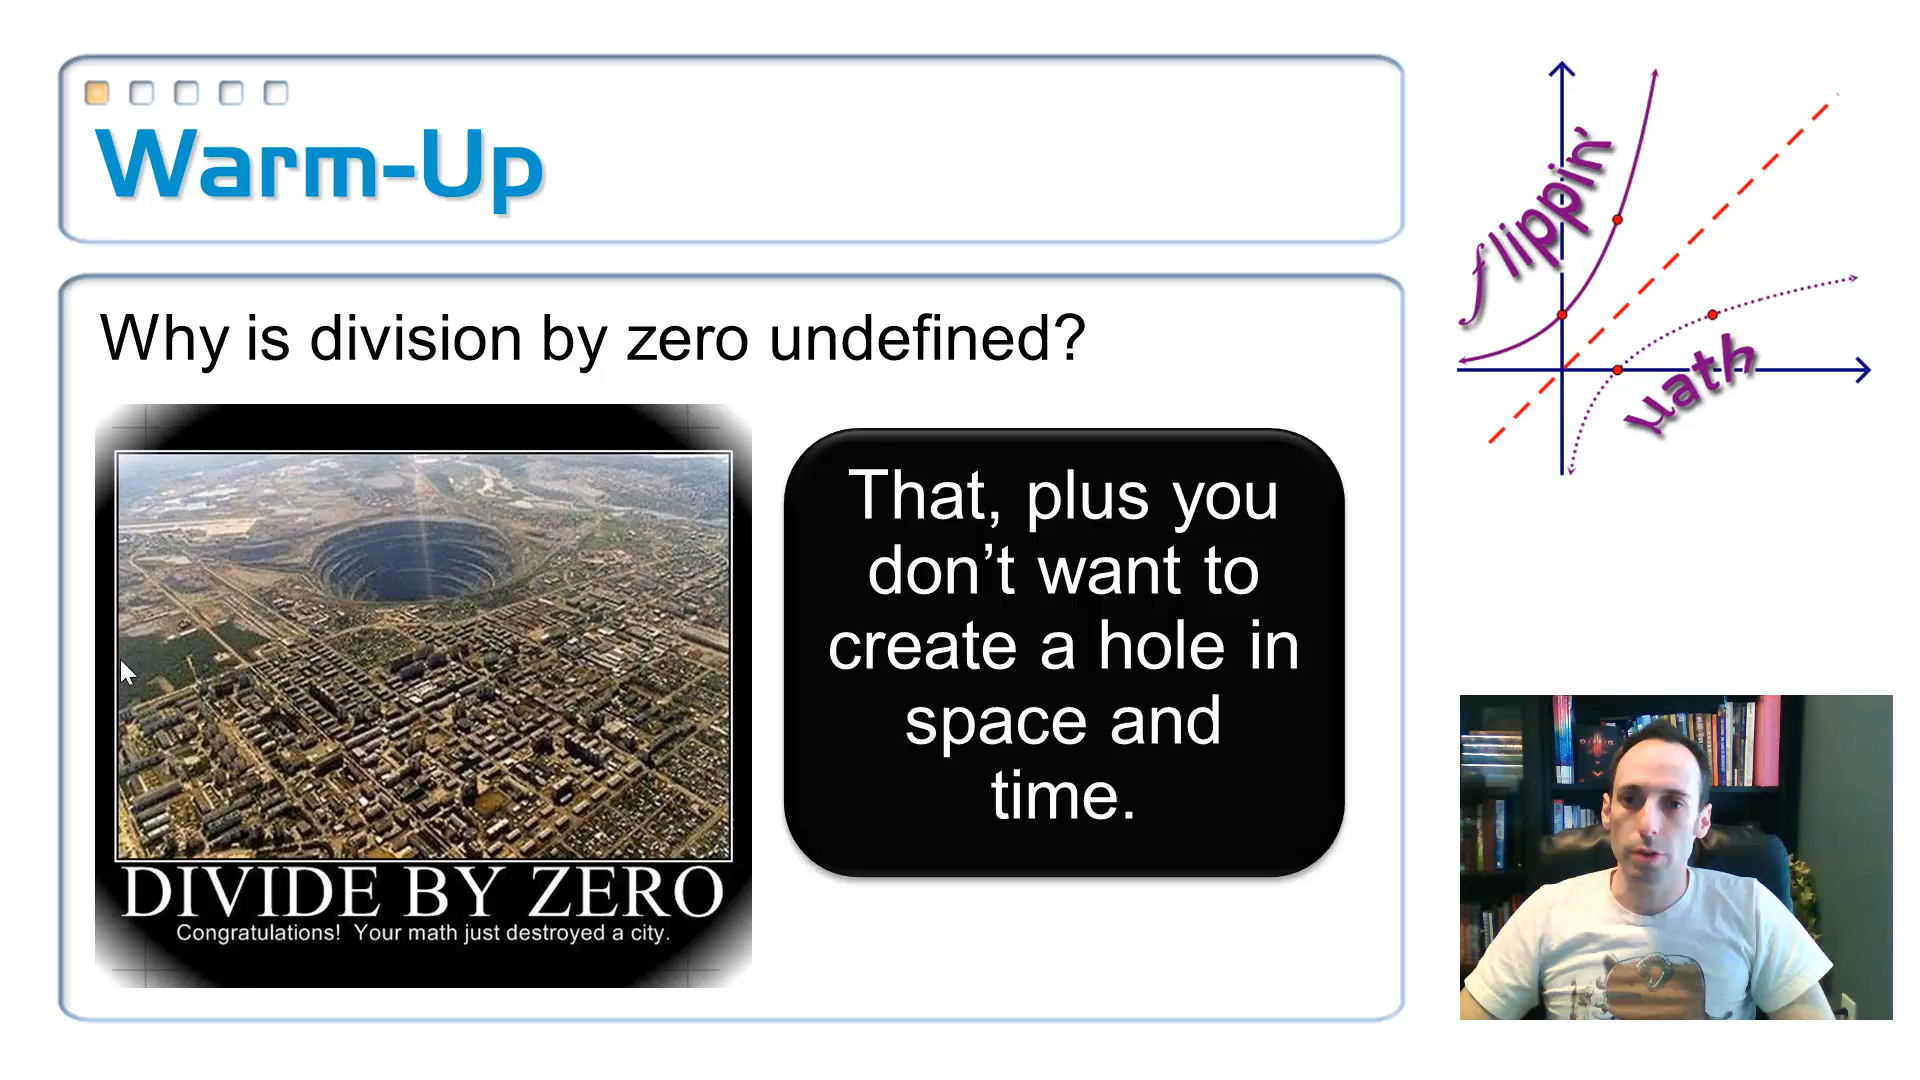 Warm-Up
Why is division by zero undefined?
DIVIDE BY ZERO
Congratulations! Your math just destroyed a city.
That, plus you
don’t want to
create a hole in
space and
time.
flippin'
math